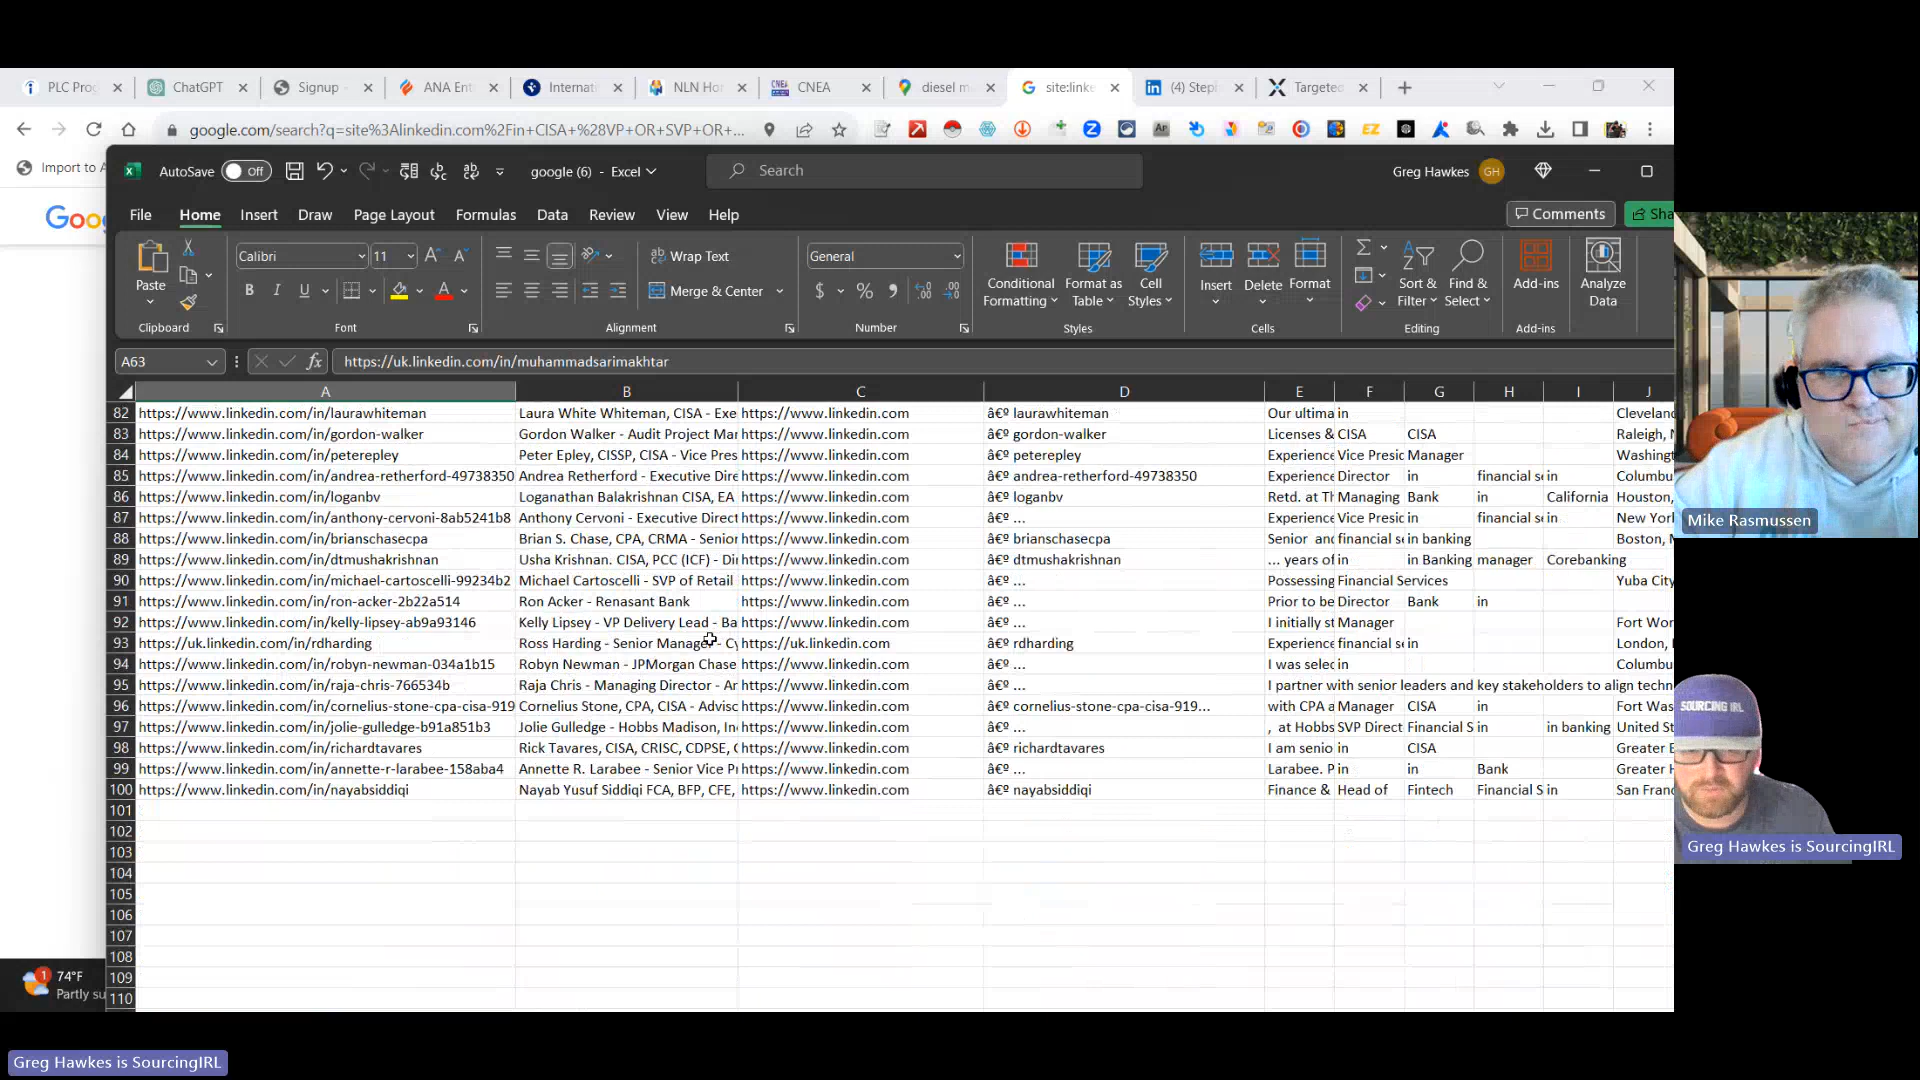 PLC Prog
ChatGPT
Signup
ANA Ent
Internat
NLN Hor
CNEA
diesel m
site:linke
(4) Step
Targeted
google.com/search?q=site%3Alinkedin.com%2Fin+CISA+%28VP+OR+SVP+OR+...
Import to A
Goog
74°F
Partly su
AutoSave Off
google (6) - Excel
Search
Greg Hawkes GH
File Home Insert Draw Page Layout Formulas Data Review View Help
Comments
Sha
Paste
Clipboard
Calibri 11
B I U
Font
Wrap Text
Merge & Center
Alignment
General
$ % 9
Number
Conditional Formatting
Format as Table
Cell Styles
Styles
Insert Delete Format
Cells
Sort & Filter
Find & Select
Editing
Add-ins
Add-ins
Analyze Data
A63 fx https://uk.linkedin.com/in/muhammadsarimakhtar
A B C D E F G H I J
82 https://www.linkedin.com/in/laurawhiteman Laura White Whiteman, CISA - Exe https://www.linkedin.com â€º laurawhiteman Our ultima in Cleveland
83 https://www.linkedin.com/in/gordon-walker Gordon Walker - Audit Project Mar https://www.linkedin.com â€º gordon-walker Licenses & CISA CISA Raleigh, N
84 https://www.linkedin.com/in/peterepley Peter Epley, CISSP, CISA - Vice Pres https://www.linkedin.com â€º peterepley Experience Vice Presic Manager Washingt
85 https://www.linkedin.com/in/andrea-retherford-49738350 Andrea Retherford - Executive Dire https://www.linkedin.com â€º andrea-retherford-49738350 Experience Director in financial se in Columbu
86 https://www.linkedin.com/in/loganbv Loganathan Balakrishnan CISA, EA https://www.linkedin.com â€º loganbv Retd. at Th Managing Bank in California Houston,
87 https://www.linkedin.com/in/anthony-cervoni-8ab5241b8 Anthony Cervoni - Executive Direct https://www.linkedin.com â€º ... Experience Vice Presic in financial se in New York
88 https://www.linkedin.com/in/brianschasecpa Brian S. Chase, CPA, CRMA - Senior https://www.linkedin.com â€º brianschasecpa Senior and financial se in banking Boston, M
89 https://www.linkedin.com/in/dtmushakrishnan Usha Krishnan. CISA, PCC (ICF) - Di https://www.linkedin.com â€º dtmushakrishnan ... years of in in Banking manager Corebanking
90 https://www.linkedin.com/in/michael-cartoscelli-99234b2 Michael Cartoscelli - SVP of Retail https://www.linkedin.com â€º ... Possessing Financial Services Yuba City
91 https://www.linkedin.com/in/ron-acker-2b22a514 Ron Acker - Renasant Bank https://www.linkedin.com â€º ... Prior to be Director Bank in
92 https://www.linkedin.com/in/kelly-lipsey-ab9a93146 Kelly Lipsey - VP Delivery Lead - Ba https://www.linkedin.com â€º ... I initially st Manager Fort Wor
93 https://uk.linkedin.com/in/rdharding Ross Harding - Senior Manager - Cy https://uk.linkedin.com â€º rdharding Experience financial se in London, I
94 https://www.linkedin.com/in/robyn-newman-034a1b15 Robyn Newman - JPMorgan Chase https://www.linkedin.com â€º ... I was selec in Columbu
95 https://www.linkedin.com/in/raja-chris-766534b Raja Chris - Managing Director - Ar https://www.linkedin.com â€º ... I partner with senior leaders and key stakeholders to align techn
96 https://www.linkedin.com/in/cornelius-stone-cpa-cisa-919 Cornelius Stone, CPA, CISA - Adviso https://www.linkedin.com â€º cornelius-stone-cpa-cisa-919... with CPA a Manager CISA in Fort Was
97 https://www.linkedin.com/in/jolie-gulledge-b91a851b3 Jolie Gulledge - Hobbs Madison, In https://www.linkedin.com â€º ... , at Hobbs SVP Direct Financial S in in banking United St
98 https://www.linkedin.com/in/richardtavares Rick Tavares, CISA, CRISC, CDPSE, C https://www.linkedin.com â€º richardtavares I am senio in CISA Greater B
99 https://www.linkedin.com/in/annette-r-larabee-158aba4 Annette R. Larabee - Senior Vice Pr https://www.linkedin.com â€º ... Larabee. P in in Bank Greater H
100 https://www.linkedin.com/in/nayabsiddiqi Nayab Yusuf Siddiqi FCA, BFP, CFE, https://www.linkedin.com â€º nayabsiddiqi Finance & Head of Fintech Financial S in San Fran
101
102
103
104
105
106
107
108
109
110
Mike Rasmussen
SOURCING IRL
Greg Hawkes is SourcingIRL
Greg Hawkes is SourcingIRL